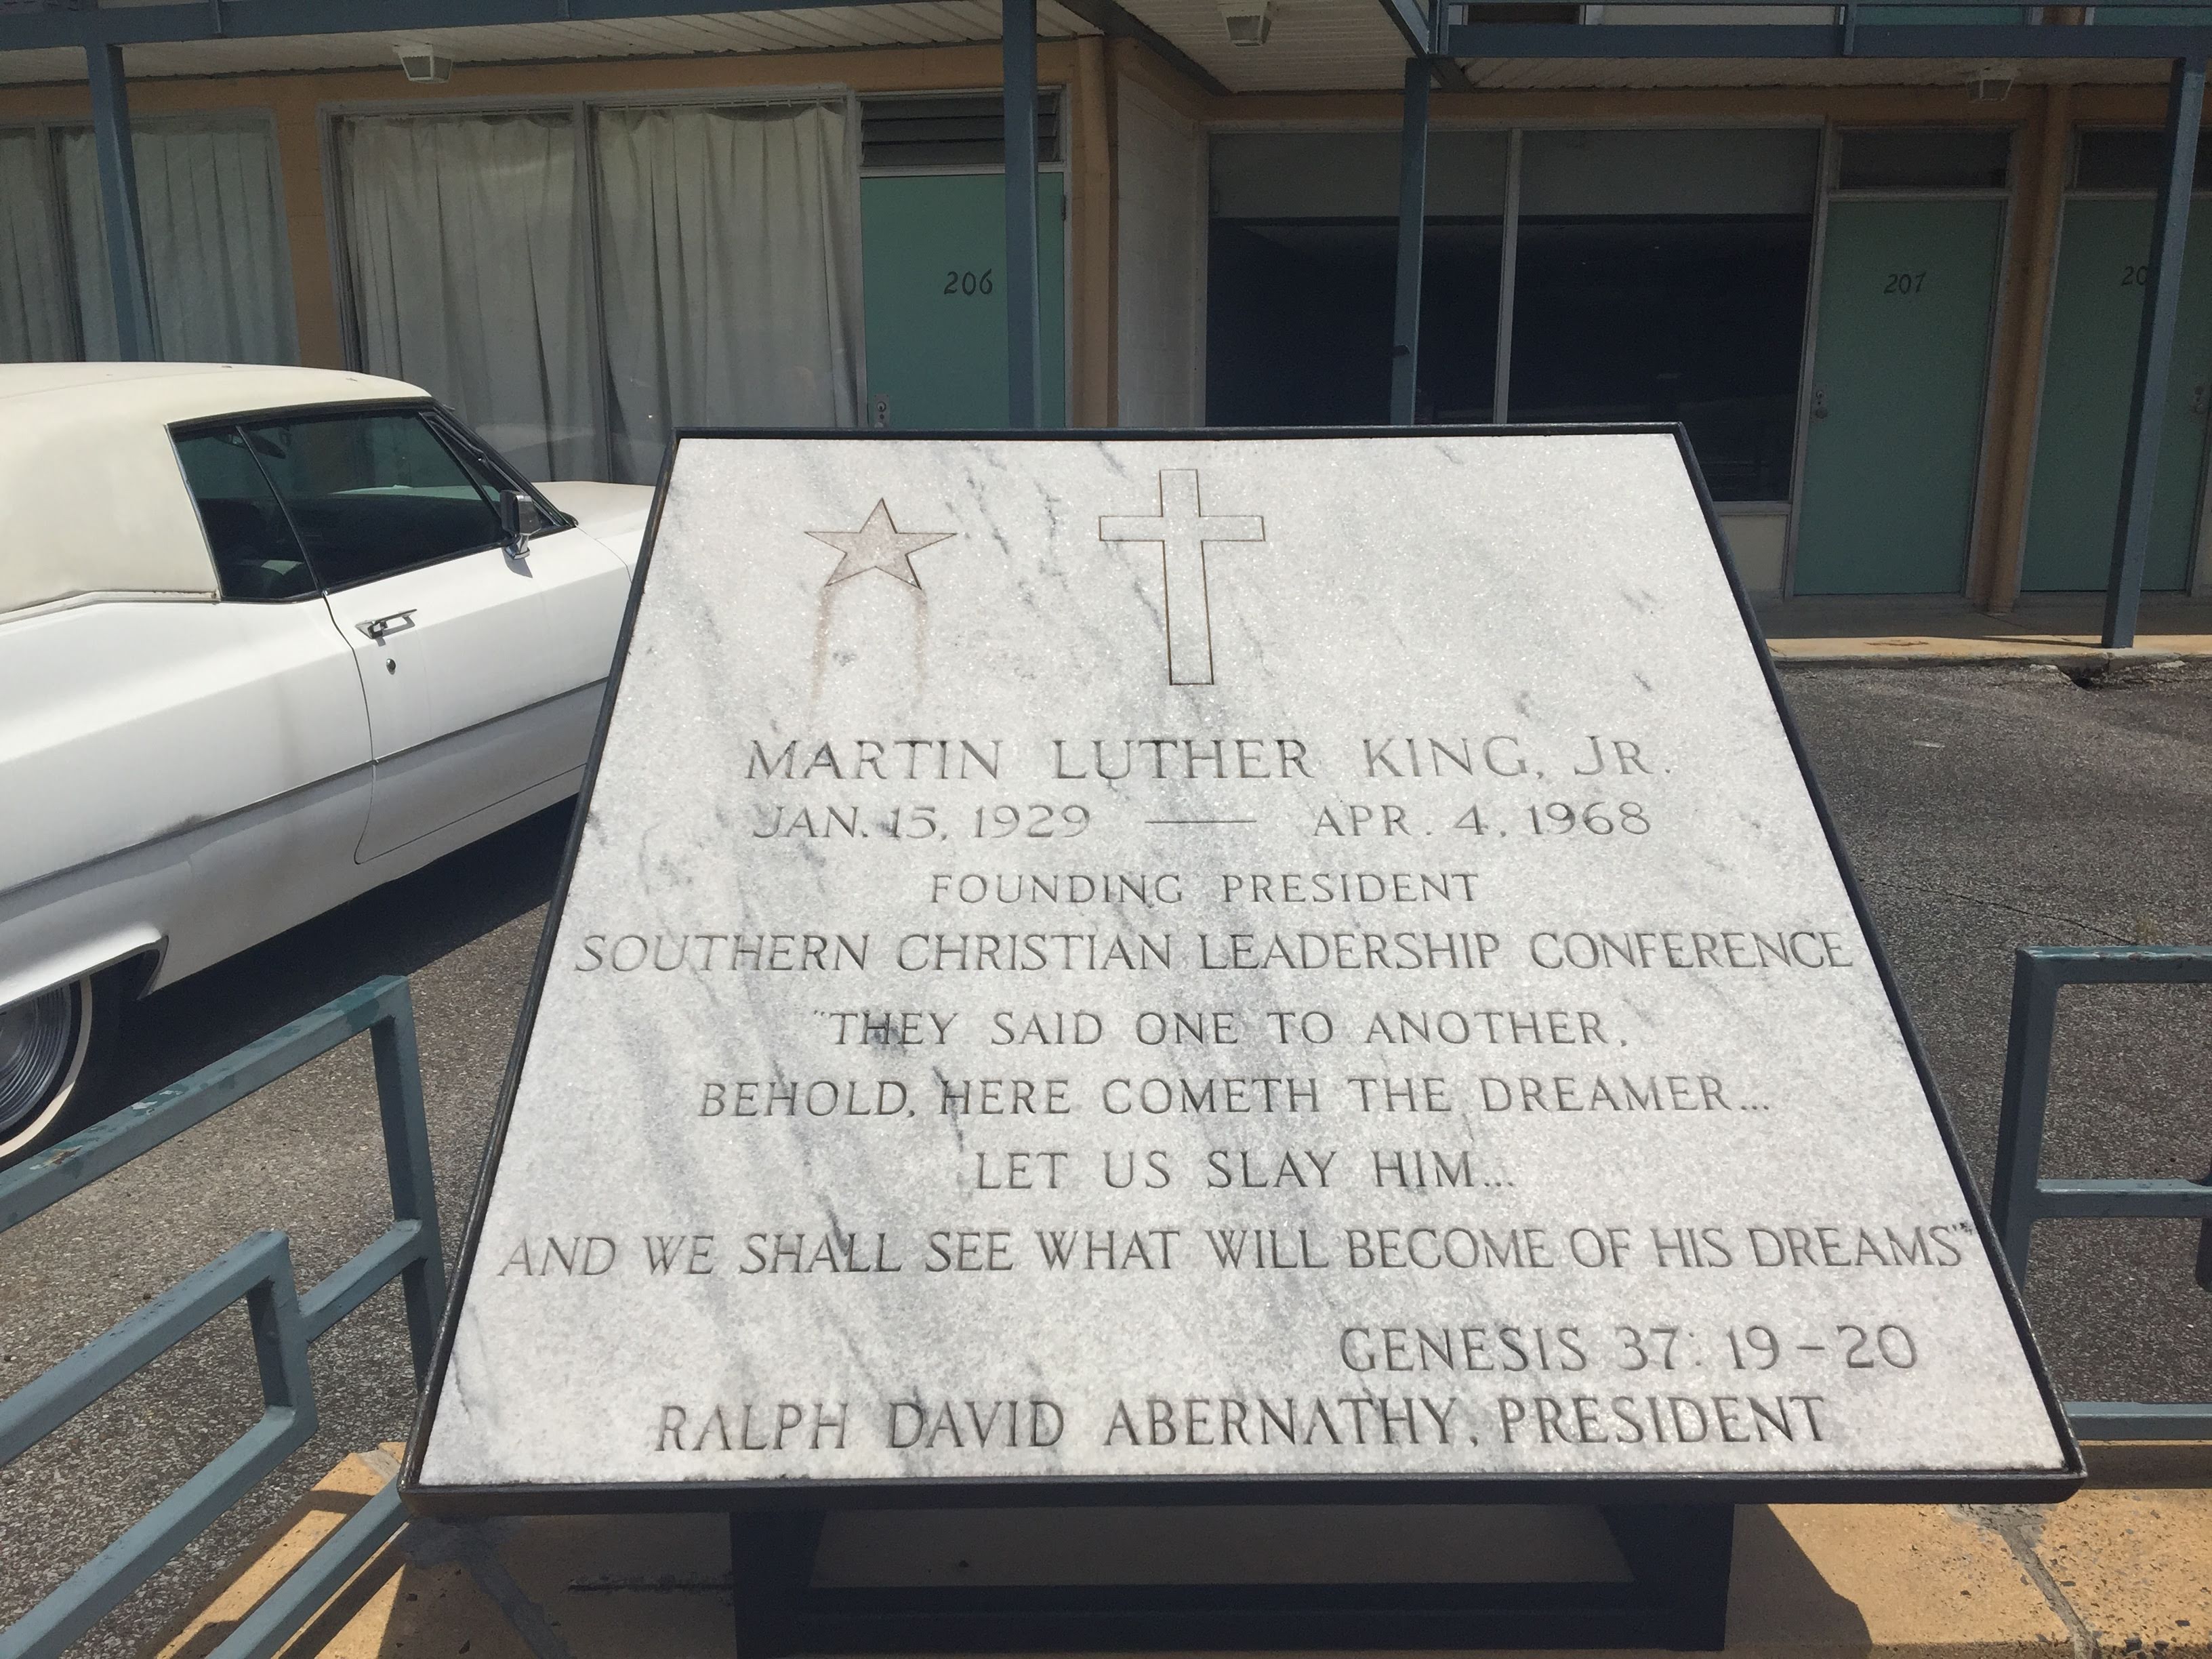 206
207
20
MARTIN LUTHER KING, JR.
JAN. 15, 1929 — APR. 4, 1968
FOUNDING PRESIDENT
SOUTHERN CHRISTIAN LEADERSHIP CONFERENCE
"THEY SAID ONE TO ANOTHER,
BEHOLD, HERE COMETH THE DREAMER...
LET US SLAY HIM...
AND WE SHALL SEE WHAT WILL BECOME OF HIS DREAMS"
GENESIS 37: 19-20
RALPH DAVID ABERNATHY, PRESIDENT